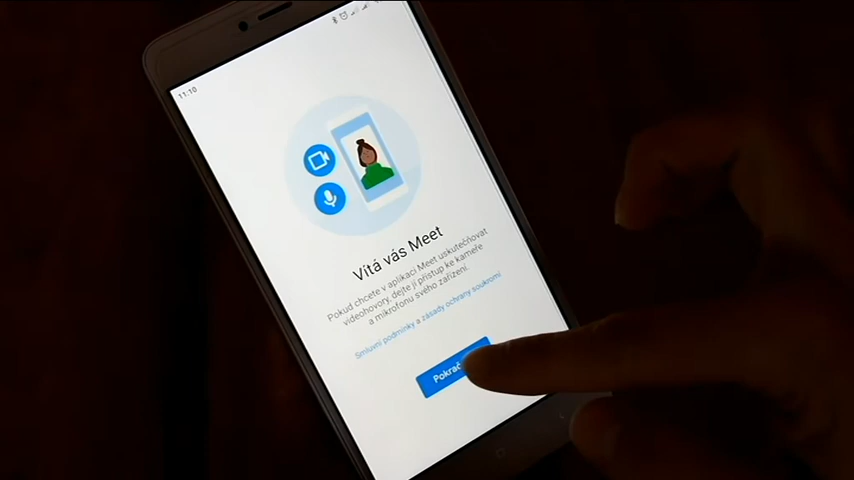 11:10
Vítá vás Meet
Pokud chcete v aplikaci Meet uskutečňovat
videohovory, dejte jí přístup ke kameře
a mikrofonu svého zařízení.
Smluvní podmínky a zásady ochrany soukromí